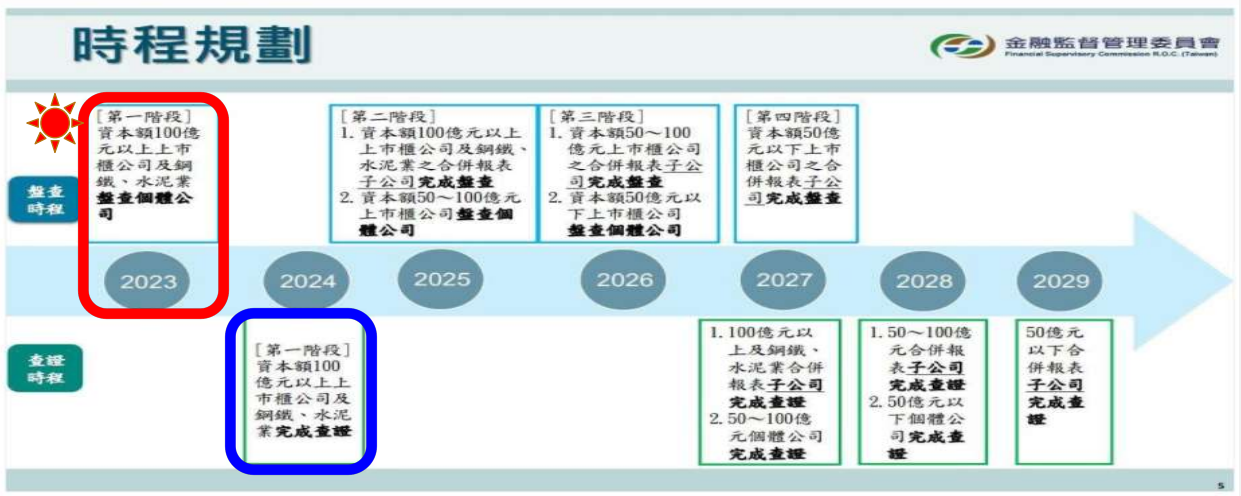 時程規劃
金融監督管理委員會
Financial Supervisory Commission R.O.C. (Taiwan)
[第一階段]
資本額100億
元以上上市
櫃公司及鋼
鐵、水泥業
盤查個體公
司
[第二階段]
1. 資本額100億元以上
上市櫃公司及鋼鐵、
水泥業之合併報表
子公司完成盤查
2. 資本額50～100億元
上市櫃公司盤查個
體公司
[第三階段]
1. 資本額50～100
億元上市櫃公司
之合併報表子公
司完成盤查
2. 資本額50億元以
下上市櫃公司
盤查個體公司
[第四階段]
資本額50億
元以下上市
櫃公司之合
併報表子公
司完成盤查
盤查
時程
2023
2024
2025
2026
2027
2028
2029
查證
時程
[第一階段]
資本額100
億元以上上
市櫃公司及
鋼鐵、水泥
業完成查證
1. 100億元以
上及鋼鐵、
水泥業合併
報表子公司
完成查證
2. 50～100億
元個體公司
完成查證
1. 50～100億
元合併報
表子公司
完成查證
2. 50億元以
下個體公
司完成查
證
50億元
以下合
併報表
子公司
完成查
證
5